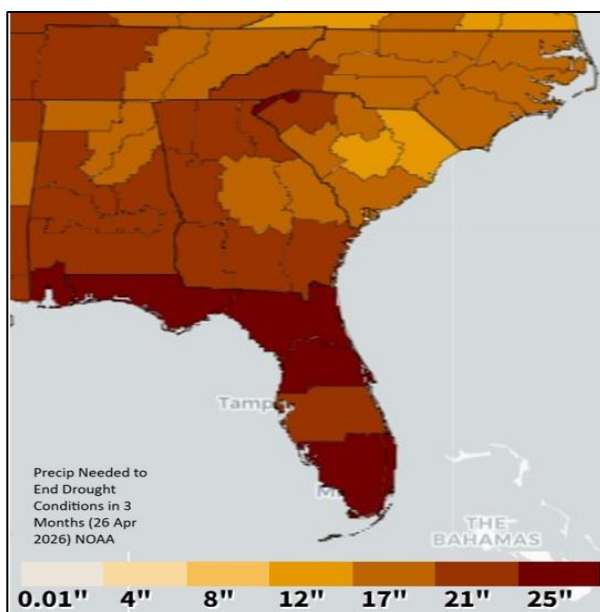 Tamp
Precip Needed to
End Drought
Conditions in 3
Months (26 Apr
2026) NOAA
THE
BAHAMAS
0.01" 4" 8" 12" 17" 21" 25"